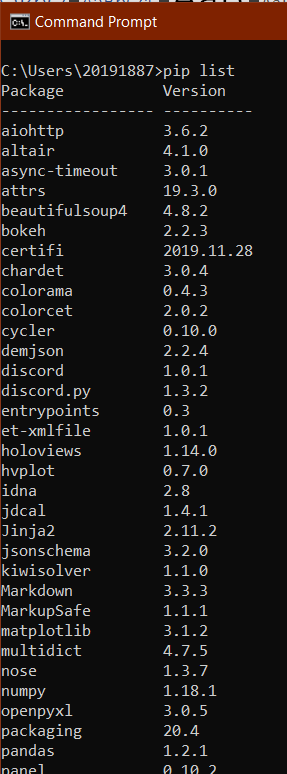 Command Prompt
C:\Users\20191887>pip list
Package Version
----------------- ----------
aiohttp 3.6.2
altair 4.1.0
async-timeout 3.0.1
attrs 19.3.0
beautifulsoup4 4.8.2
bokeh 2.2.3
certifi 2019.11.28
chardet 3.0.4
colorama 0.4.3
colorcet 2.0.2
cycler 0.10.0
demjson 2.2.4
discord 1.0.1
discord.py 1.3.2
entrypoints 0.3
et-xmlfile 1.0.1
holoviews 1.14.0
hvplot 0.7.0
idna 2.8
jdcal 1.4.1
Jinja2 2.11.2
jsonschema 3.2.0
kiwisolver 1.1.0
Markdown 3.3.3
MarkupSafe 1.1.1
matplotlib 3.1.2
multidict 4.7.5
nose 1.3.7
numpy 1.18.1
openpyxl 3.0.5
packaging 20.4
pandas 1.2.1
panel 0.10.2